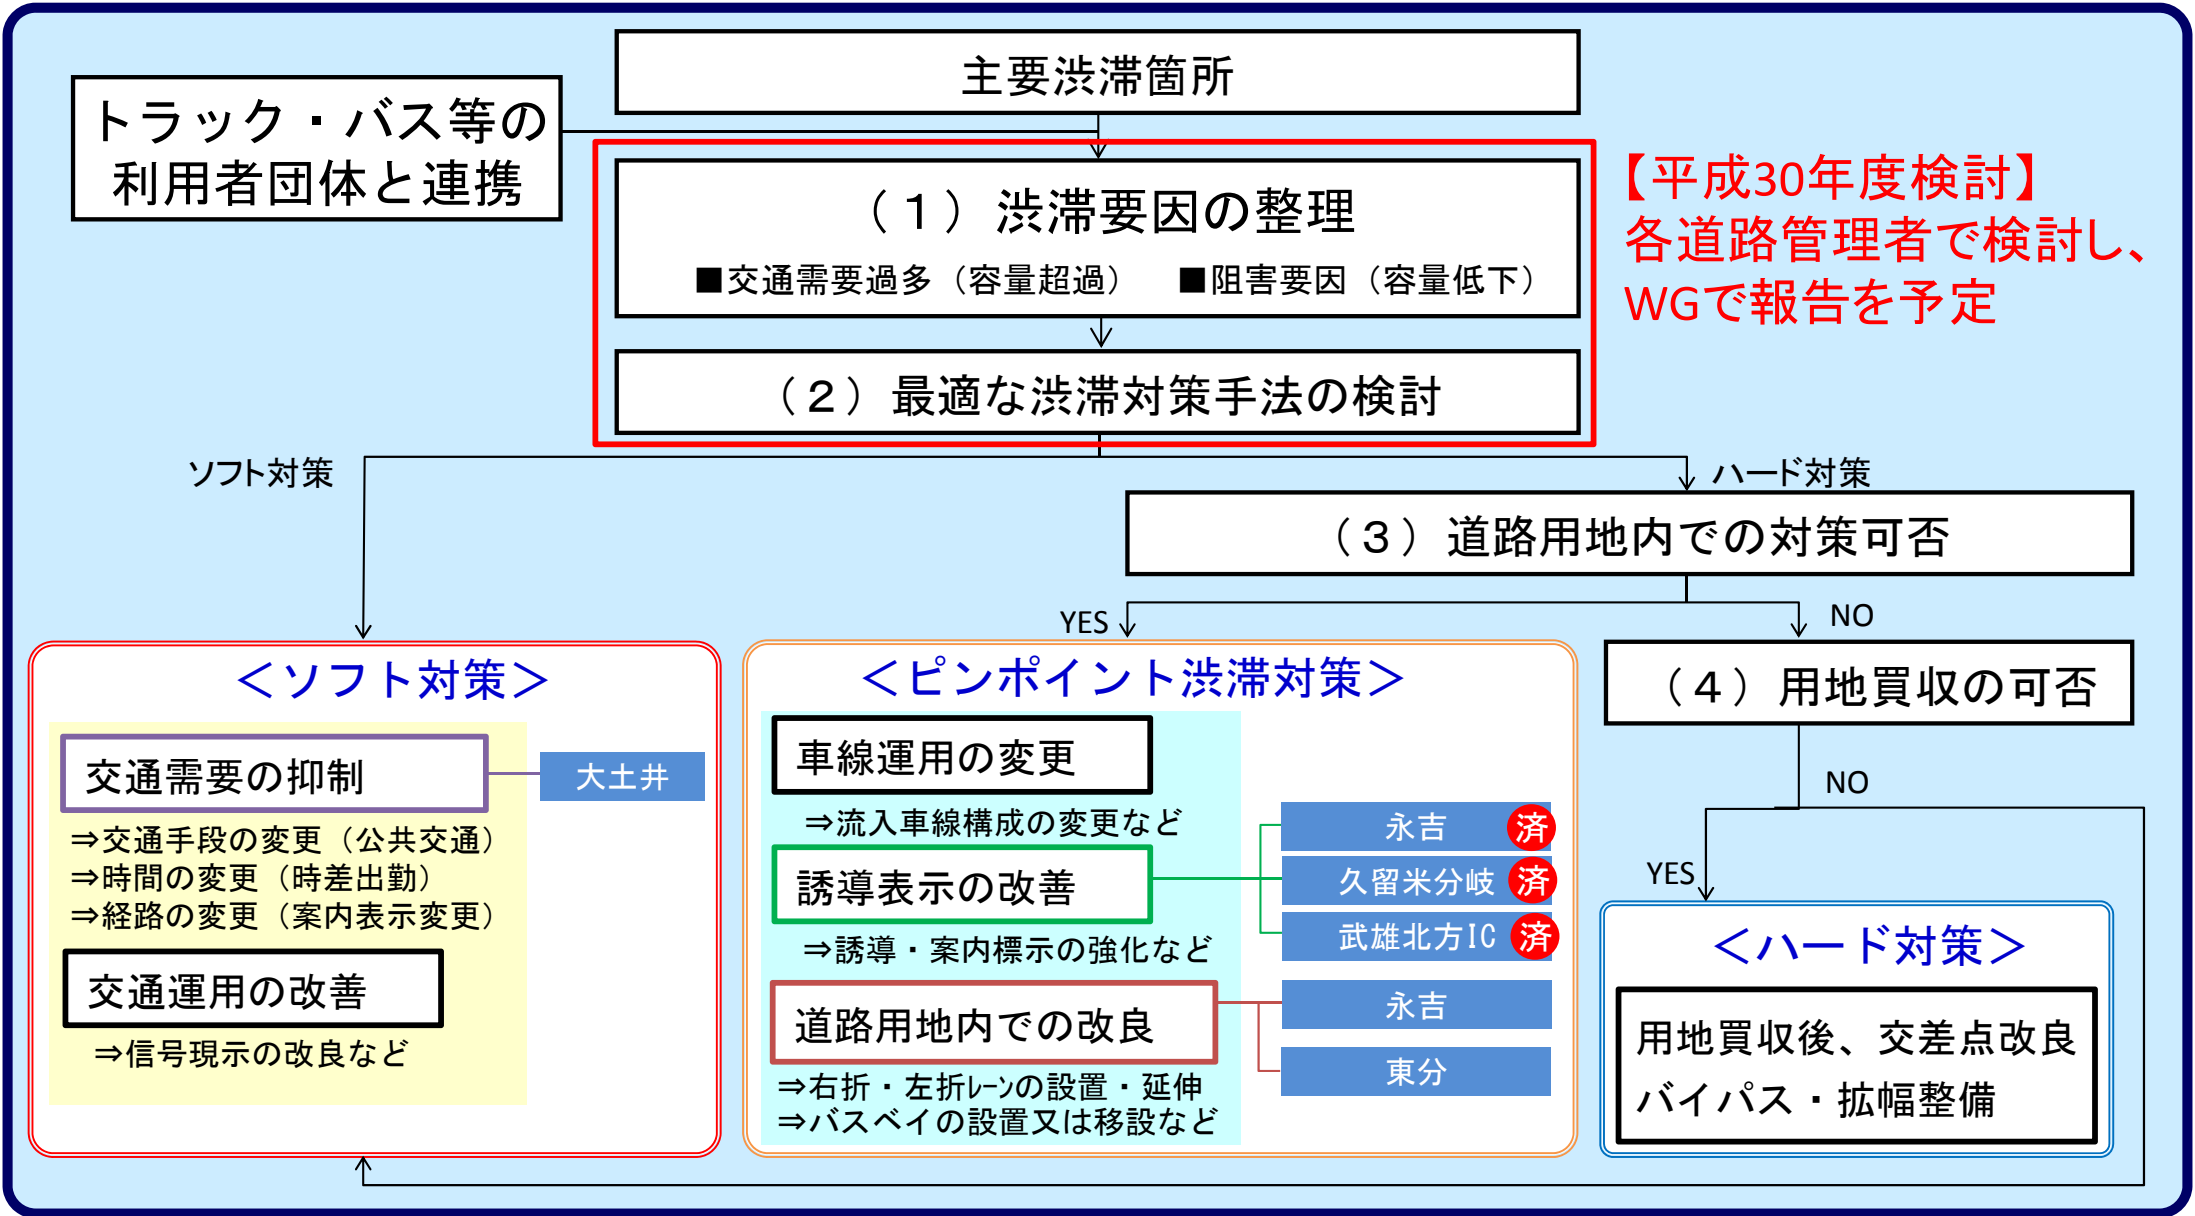 主要渋滞箇所
トラック・バス等の
利用者団体と連携
（１）渋滞要因の整理
■交通需要過多（容量超過）　■阻害要因（容量低下）
【平成30年度検討】
各道路管理者で検討し、
WGで報告を予定
（２）最適な渋滞対策手法の検討
ソフト対策
ハード対策
（３）道路用地内での対策可否
YES
NO
（４）用地買収の可否
NO
YES
＜ソフト対策＞
交通需要の抑制
大土井
⇒交通手段の変更（公共交通）
⇒時間の変更（時差出勤）
⇒経路の変更（案内表示変更）
交通運用の改善
⇒信号現示の改良など
＜ピンポイント渋滞対策＞
車線運用の変更
⇒流入車線構成の変更など
誘導表示の改善
永吉 済
久留米分岐 済
武雄北方IC 済
⇒誘導・案内標示の強化など
道路用地内での改良
永吉
東分
⇒右折・左折ﾚｰﾝの設置・延伸
⇒バスベイの設置又は移設など
＜ハード対策＞
用地買収後、交差点改良
バイパス・拡幅整備